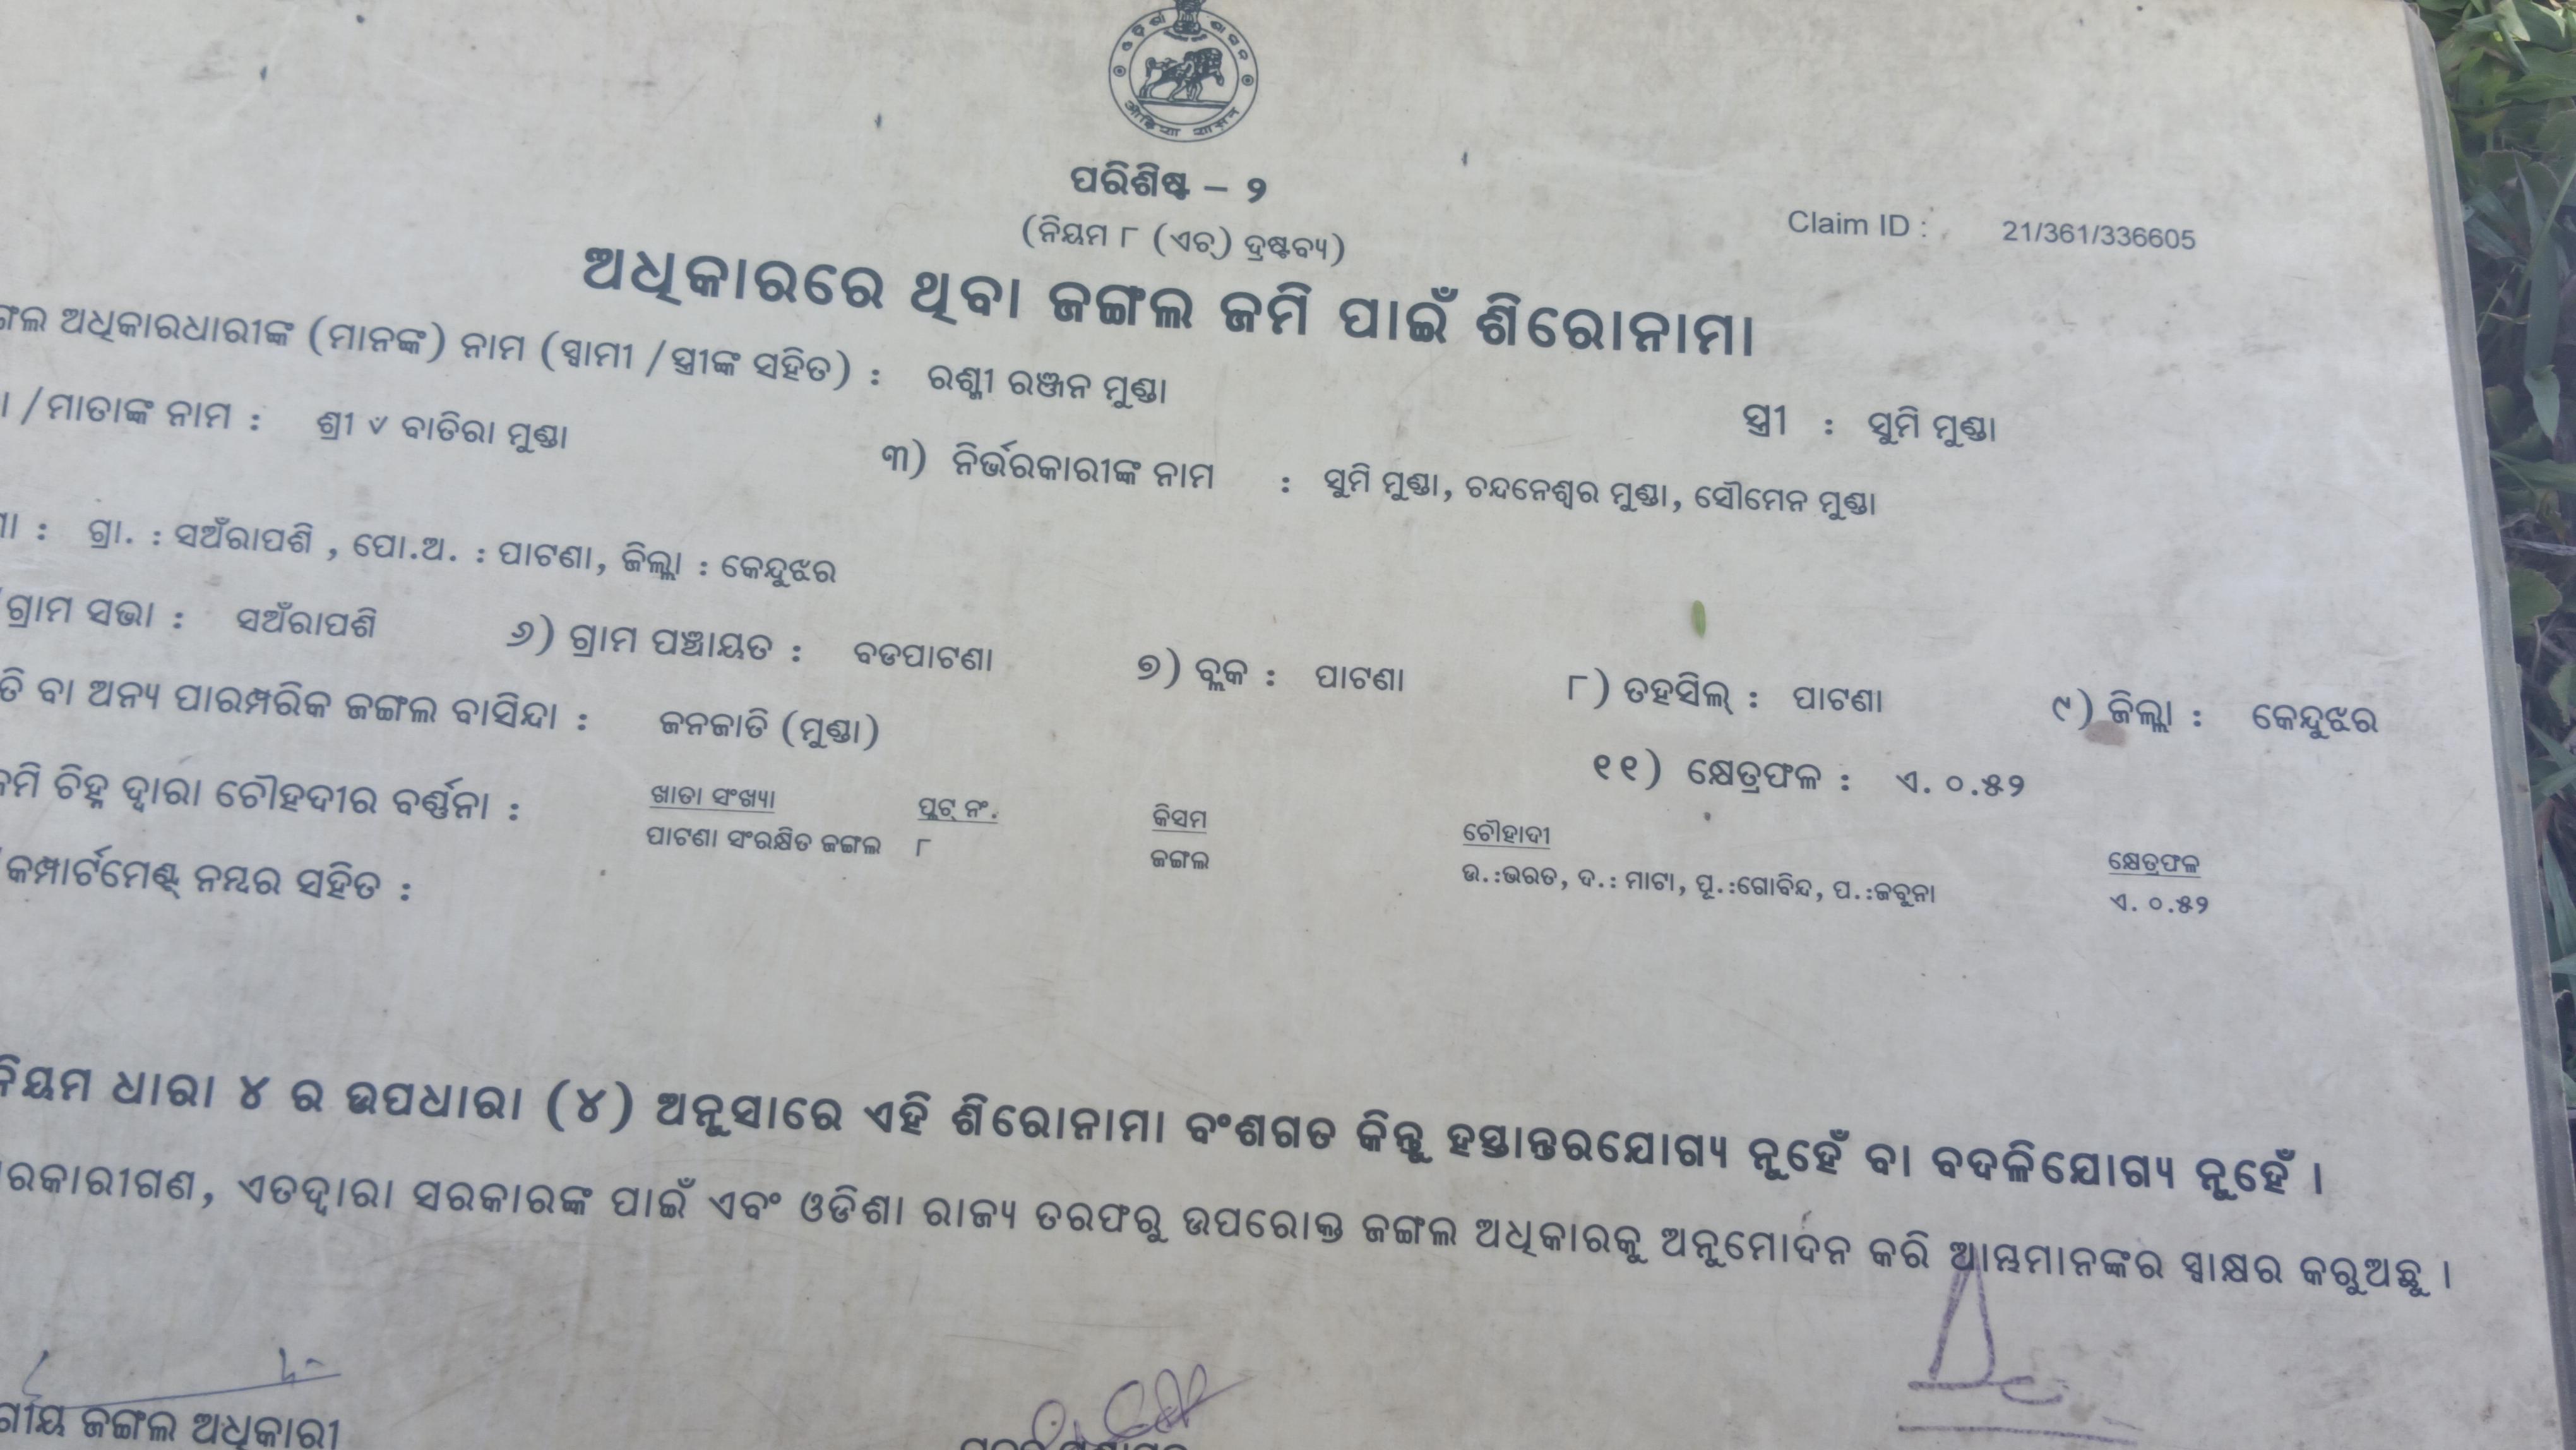 ଓଡ଼ିଶା ଶାସନ
ओड़िशा शासन
ପରିଶିଷ୍ଟ – ୨
(ନିୟମ ୮ (ଏଚ୍) ଦ୍ରଷ୍ଟବ୍ୟ)
Claim ID : 21/361/336605
ଅଧିକାରରେ ଥିବା ଜଙ୍ଗଲ ଜମି ପାଇଁ ଶିରୋନାମା
ଅଧିକାରଧାରୀଙ୍କ (ମାନଙ୍କ) ନାମ (ସ୍ୱାମୀ /ସ୍ତ୍ରୀଙ୍କ ସହିତ) : ରଶ୍ମୀ ରଞ୍ଜନ ମୁଣ୍ଡା ସ୍ତ୍ରୀ : ସୁମି ମୁଣ୍ଡା
/ମାତାଙ୍କ ନାମ : ଶ୍ରୀ ୰ ବାତିରା ମୁଣ୍ଡା ୩) ନିର୍ଭରକାରୀଙ୍କ ନାମ : ସୁମି ମୁଣ୍ଡା, ଚନ୍ଦନେଶ୍ୱର ମୁଣ୍ଡା, ସୌମେନ ମୁଣ୍ଡା
: ଗ୍ରା. : ସଅଁରାପଶି , ପୋ.ଅ. : ପାଟଣା, ଜିଲ୍ଲା : କେନ୍ଦୁଝର
ଗ୍ରାମ ସଭା : ସଅଁରାପଶି ୬) ଗ୍ରାମ ପଞ୍ଚାୟତ : ବଡପାଟଣା ୭) ବ୍ଲକ : ପାଟଣା ୮) ତହସିଲ୍ : ପାଟଣା ୯) ଜିଲ୍ଲା : କେନ୍ଦୁଝର
ବା ଅନ୍ୟ ପାରମ୍ପରିକ ଜଙ୍ଗଲ ବାସିନ୍ଦା : ଜନଜାତି (ମୁଣ୍ଡା) ୧୧) କ୍ଷେତ୍ରଫଳ : ଏ. ୦.୫୨
ଚିହ୍ନ ଦ୍ୱାରା ଚୌହଦୀର ବର୍ଣ୍ଣନା : ଖାତା ସଂଖ୍ୟା ପ୍ଲଟ୍ ନଂ. କିସମ ଚୌହାଦୀ କ୍ଷେତ୍ରଫଳ
ପାଟଣା ସଂରକ୍ଷିତ ଜଙ୍ଗଲ ୮ ଜଙ୍ଗଲ ଉ.:ଭରତ, ଦ.: ମାଟା, ପୂ.:ଗୋବିନ୍ଦ, ପ.:ଜବୁନା ଏ. ୦.୫୨
କମ୍ପାର୍ଟମେଣ୍ଟ୍ ନମ୍ବର ସହିତ :
ଧାରା ୪ ର ଉପଧାରା (୪) ଅନୁସାରେ ଏହି ଶିରୋନାମା ବଂଶଗତ କିନ୍ତୁ ହସ୍ତାନ୍ତରଯୋଗ୍ୟ ନୁହେଁ ବା ବଦଳିଯୋଗ୍ୟ ନୁହେଁ ।
ଏତଦ୍ୱାରା ସରକାରଙ୍କ ପାଇଁ ଏବଂ ଓଡିଶା ରାଜ୍ୟ ତରଫରୁ ଉପରୋକ୍ତ ଜଙ୍ଗଲ ଅଧିକାରକୁ ଅନୁମୋଦନ କରି ଆମ୍ଭମାନଙ୍କର ସ୍ୱାକ୍ଷର କରୁଅଛୁ ।
ଜଙ୍ଗଲ ଅଧିକାରୀ